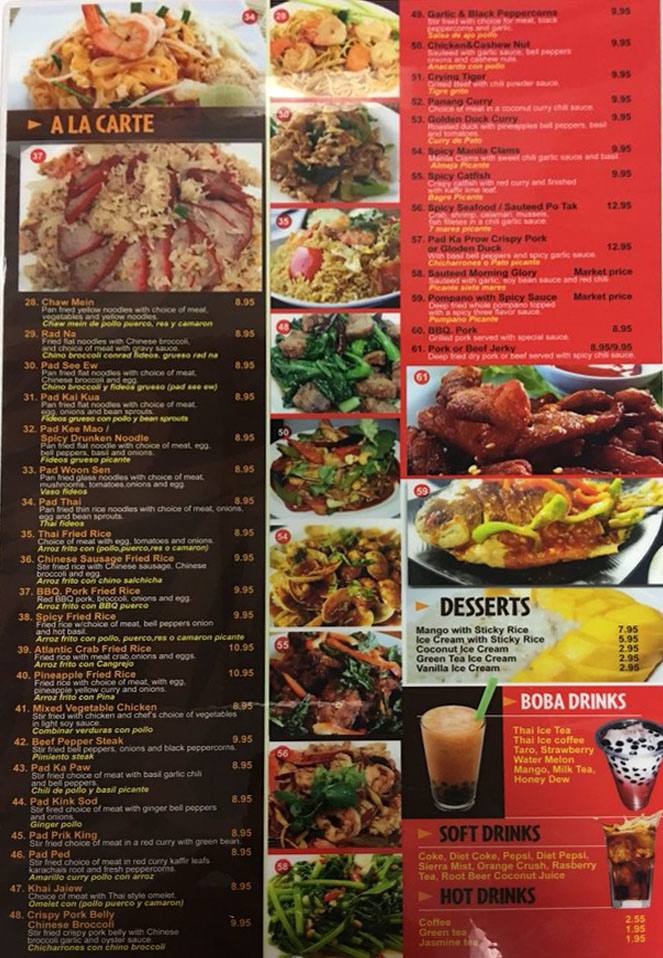 34
28
37
30
35
48
50
54
55
56
58
61
59
A LA CARTE
28. Chaw Mein 8.95
Pan fried yellow noodles with choice of meat,
vegetables and yellow noodles.
Chaw mein de pollo puerco, res y camaron
29. Rad Na 8.95
Fried flat noodles with Chinese broccoli,
and choice of meat with gravy sauce.
Chino broccoli conrad fideos. grueso rad na
30. Pad See Ew 8.95
Pan fried flat noodles with choice of meat,
Chinese broccoli and egg.
Chino broccoli y fideos grueso (pad see ew)
31. Pad Kai Kua 8.95
Pan fried flat noodles with choice of meat,
egg, onions and bean sprouts.
Fideos grueso con pollo y bean sprouts
32. Pad Kee Mao /
Spicy Drunken Noodle 8.95
Pan fried flat noodle with choice of meat, egg,
bell peppers, basil and onions.
Fideos grueso picante
33. Pad Woon Sen 8.95
Pan fried glass noodles with choice of meat,
mushrooms, tomatoes,onions and egg.
Vaso fideos
34. Pad Thai 8.95
Pan fried thin rice noodles with choice of meat, onions,
egg and bean sprouts.
Thai fideos
35. Thai Fried Rice 8.95
Choice of meat with egg, tomatoes and onions.
Arroz frito con (pollo,puerco,res o camaron)
36. Chinese Sausage Fried Rice 9.95
Stir fried rice with Chinese sausage, Chinese
broccoli and egg.
Arroz frito con chino salchicha
37. BBQ. Pork Fried Rice 9.95
Red BBQ pork, broccoli, onions and egg.
Arroz frito con BBQ puerco
38. Spicy Fried Rice 9.95
Fried rice w/choice of meat, bell peppers onion
and hot basil.
Arroz frito con pollo, puerco,res o camaron picante
39. Atlantic Crab Fried Rice 10.95
Fried rice with meat crab,onions and eggs.
Arroz frito con Cangrejo
40. Pineapple Fried Rice 10.95
Fried rice with choice of meat, with egg,
pineapple yellow curry and onions.
Arroz frito con Pina
41. Mixed Vegetable Chicken 8.95
Stir fried with chicken and chef's choice of vegetables
in light soy sauce.
Combinar verduras con pollo
42. Beef Pepper Steak 9.95
Stir fried bell peppers, onions and black peppercorns.
Pimiento steak
43. Pad Ka Paw 8.95
Stir fried choice of meat with basil garlic chili
and bell peppers.
Chili de pollo y basil picante
44. Pad Kink Sod 8.95
Stir fired choice of meat with ginger bell peppers
and onions.
Ginger pollo
45. Pad Prik King 9.95
Stir fried choice of meat in a red curry with green bean.
46. Pad Ped 8.95
Stir fried choice of meat in red curry kaffir leafs
karachais root and fresh peppercorns.
Amarillo curry pollo con arroz
47. Khai Jaiew 8.95
Choice of meat with Thai style omelet.
Omelet con (pollo puerco y camaron)
48. Crispy Pork Belly
Chinese Broccoli 9.95
Stir fried crispy pork belly with Chinese
broccoli garlic and oyster sauce.
Chicharrones con chino broccoli
49. Garlic & Black Peppercorns 9.95
Stir fried with choice for meat, black
peppercorns and garlic.
Salsa de ajo pollo
50. Chicken&Cashew Nut 9.95
Sauteed with garlic sauce, bell peppers
onions and cashew nuts.
Anacardo con pollo
51. Crying Tiger 9.95
Grilled Beef with chili powder sauce.
Tigre grito
52. Panang Curry 9.95
Choice of meat in a coconut curry chili sauce.
53. Golden Duck Curry 9.95
Roasted duck with pineapples bell peppers, basil
and tomatoes.
Curry de Pato
54. Spicy Manila Clams 9.95
Manila Clams with sweet chili garlic sauce and basil
Almeja Picante
55. Spicy Catfish 9.95
Crispy catfish with red curry and finished
with kaffir lime leaf.
Bagre Picante
56. Spicy Seafood / Sauteed Po Tak 12.95
Crab, shrimp, calamari, mussels,
fish filletes in a chili garlic sauce.
7 mares picante
57. Pad Ka Prow Crispy Pork
or Gloden Duck 12.95
With basil bell peppers and spicy garlic sauce.
Chicharrones o Pato picante
58. Sauteed Morning Glory Market price
Sauteed with garlic, soy bean sauce and red chili.
Picante siete mares
59. Pompano with Spicy Sauce Market price
Deep fried whole pompano topped
with a spicy three flavor sauce.
Pompano Picante
60. BBQ. Pork 8.95
Grilled pork served with special sauce.
61. Pork or Beef Jerky 8.95/9.95
Deep fried dry pork or beef served with spicy chili sauce.
DESSERTS
Mango with Sticky Rice 7.95
Ice Cream with Sticky Rice 5.95
Coconut Ice Cream 2.95
Green Tea Ice Cream 2.95
Vanilla Ice Cream 2.95
BOBA DRINKS
Thai Ice Tea
Thai Ice coffee
Taro, Strawberry
Water Melon
Mango, Milk Tea,
Honey Dew
SOFT DRINKS
Coke, Diet Coke, Pepsi, Diet Pepsi,
Sierra Mist, Orange Crush, Rasberry
Tea, Root Beer Coconut Juice
HOT DRINKS
Coffee 2.55
Green tea 1.95
Jasmine tea 1.95